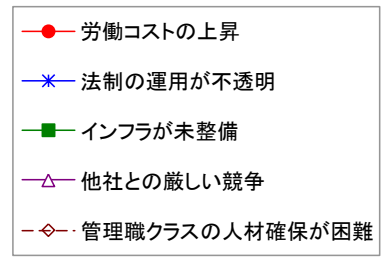 労働コストの上昇
法制の運用が不透明
インフラが未整備
他社との厳しい競争
管理職クラスの人材確保が困難